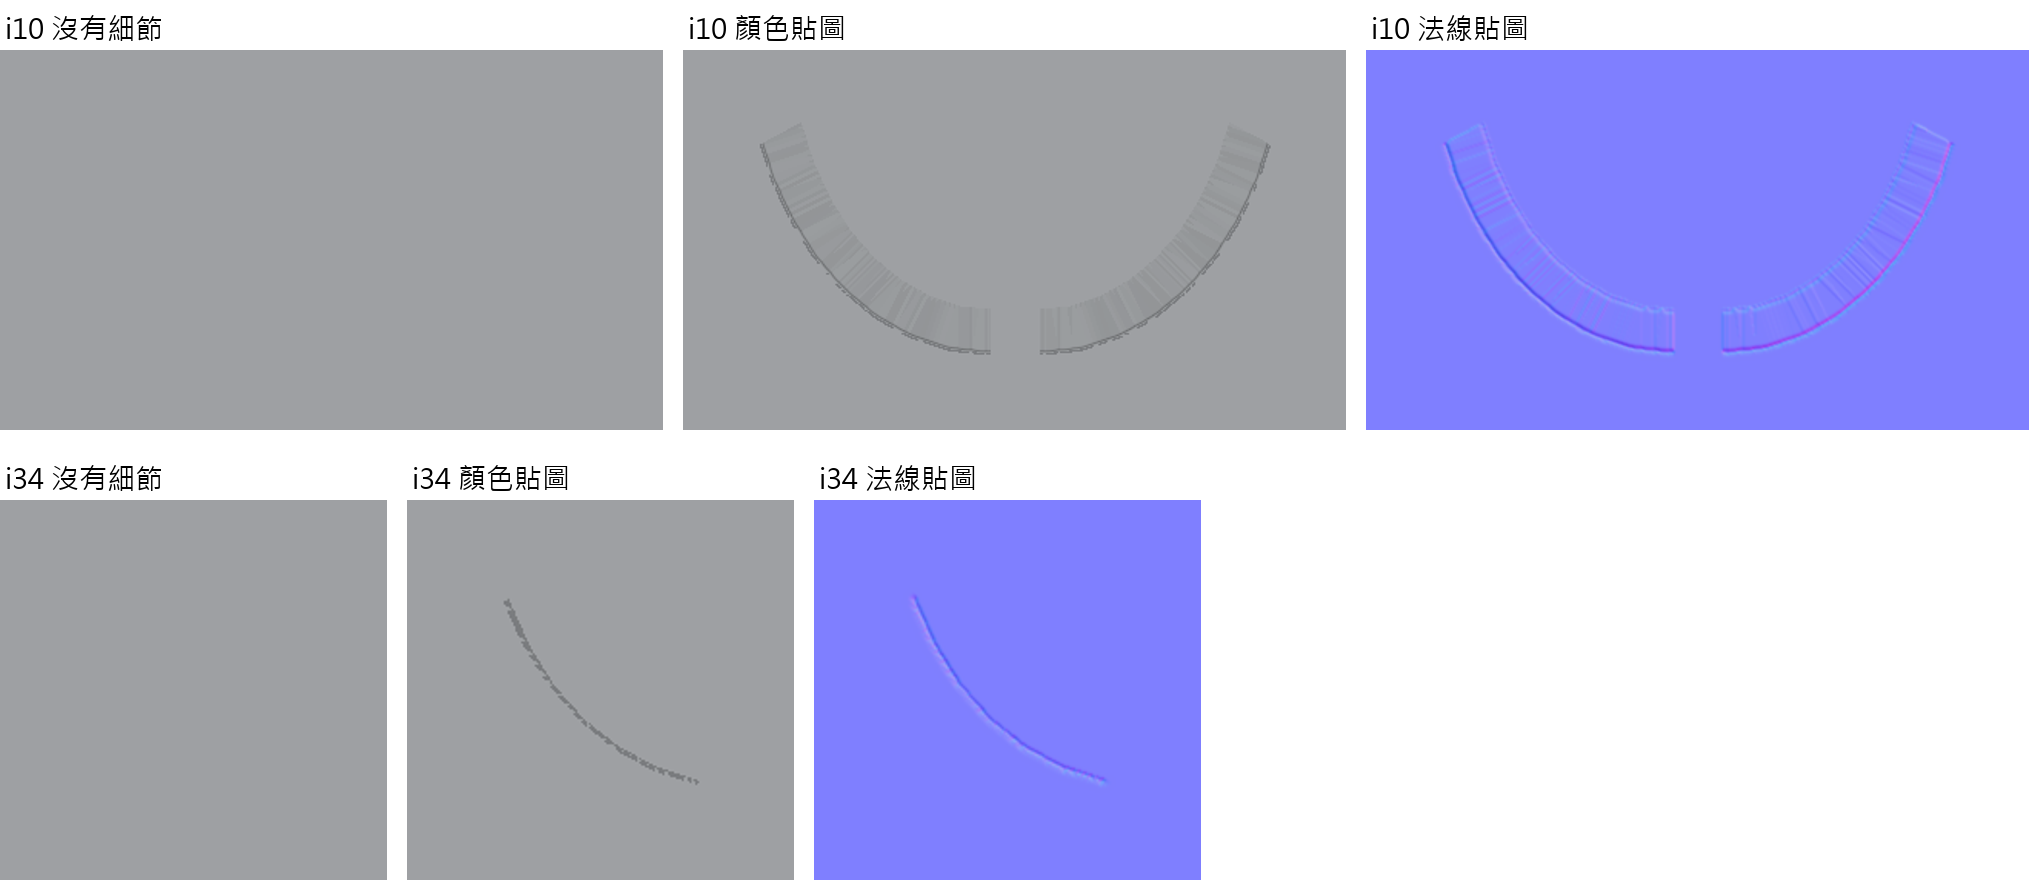 i10 沒有細節
i10 顏色貼圖
i10 法線貼圖
i34 沒有細節
i34 顏色貼圖
i34 法線貼圖